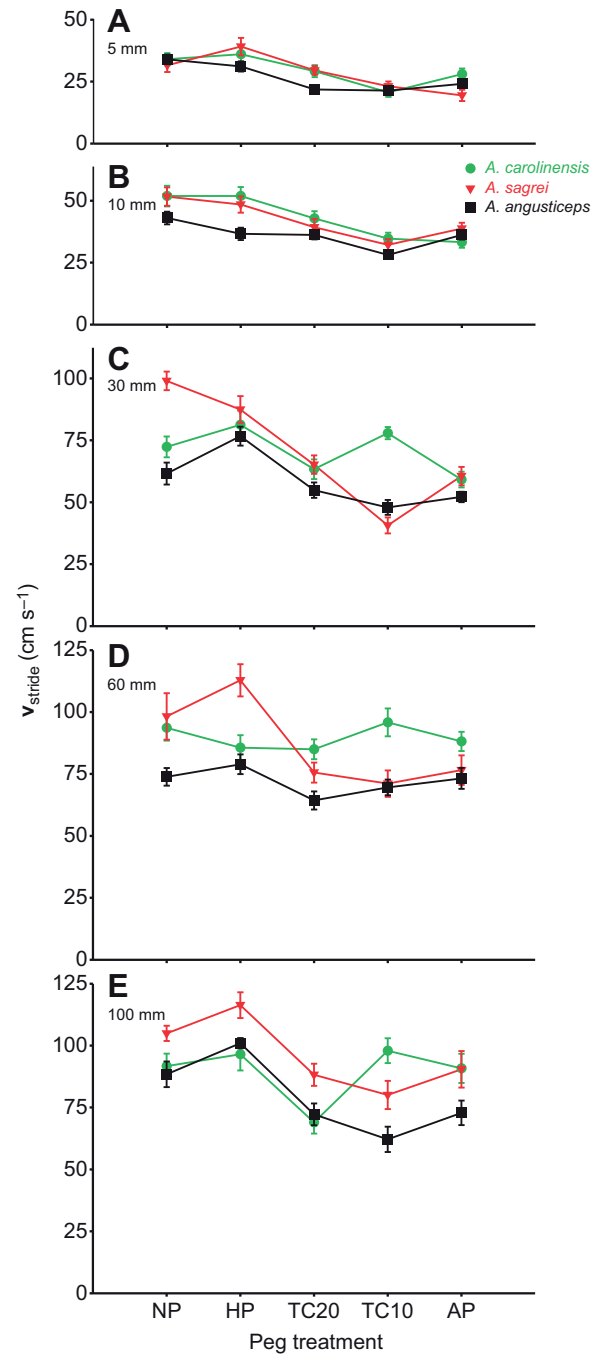 A
5 mm
50
25
0
B
10 mm
50
25
0
A. carolinensis
A. sagrei
A. angusticeps
C
30 mm
100
75
50
25
0
D
60 mm
125
100
75
50
25
0
E
100 mm
125
100
75
50
25
0
vstride (cm s–1)
NP HP TC20 TC10 AP
Peg treatment